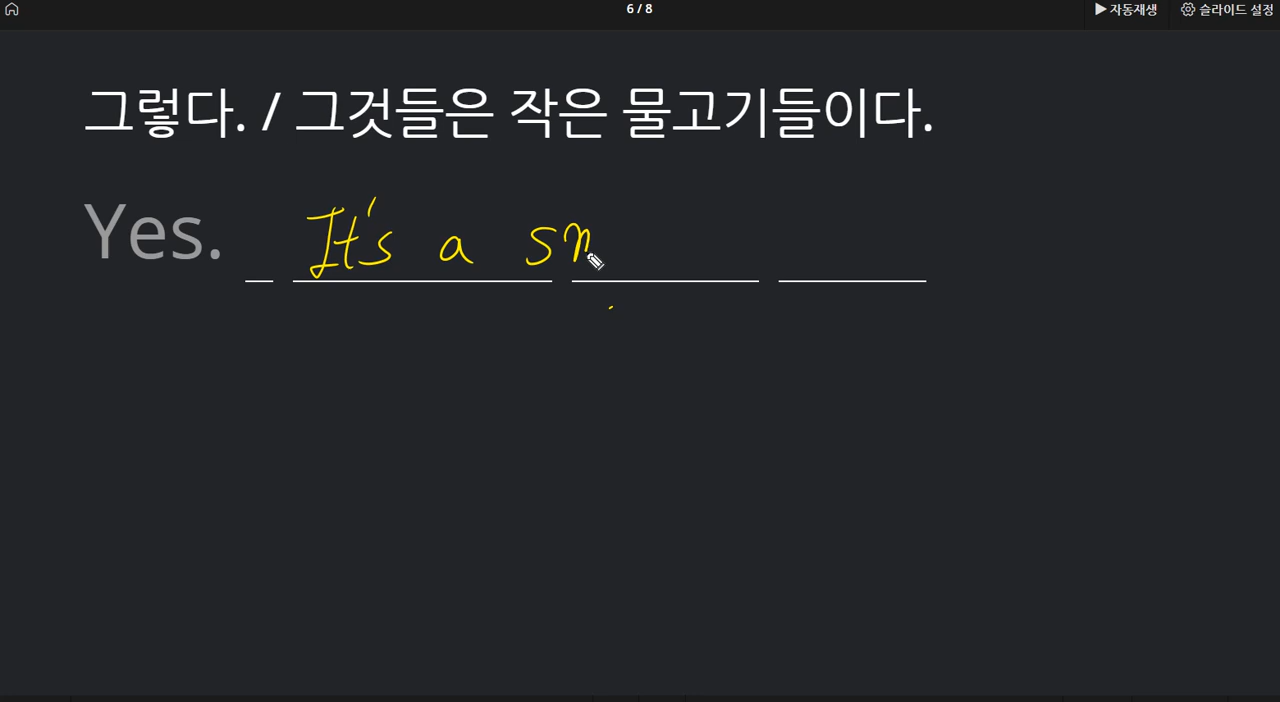 6 / 8
▶ 자동재생
슬라이드 설정
그렇다. / 그것들은 작은 물고기들이다.
Yes. It's a sm